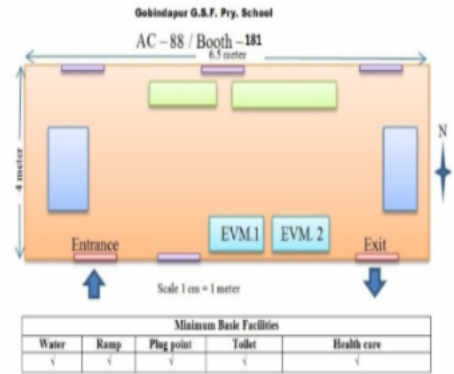 Gobindapur G.S.F. Pry. School
AC – 88 / Booth – 181
6.5 meter
4 meter
N
EVM.1 EVM. 2
Entrance Exit
Scale 1 cm = 1 meter
Minimum Basic Facilities
Water Ramp Plug point Toilet Health care
√ √ √ √ √